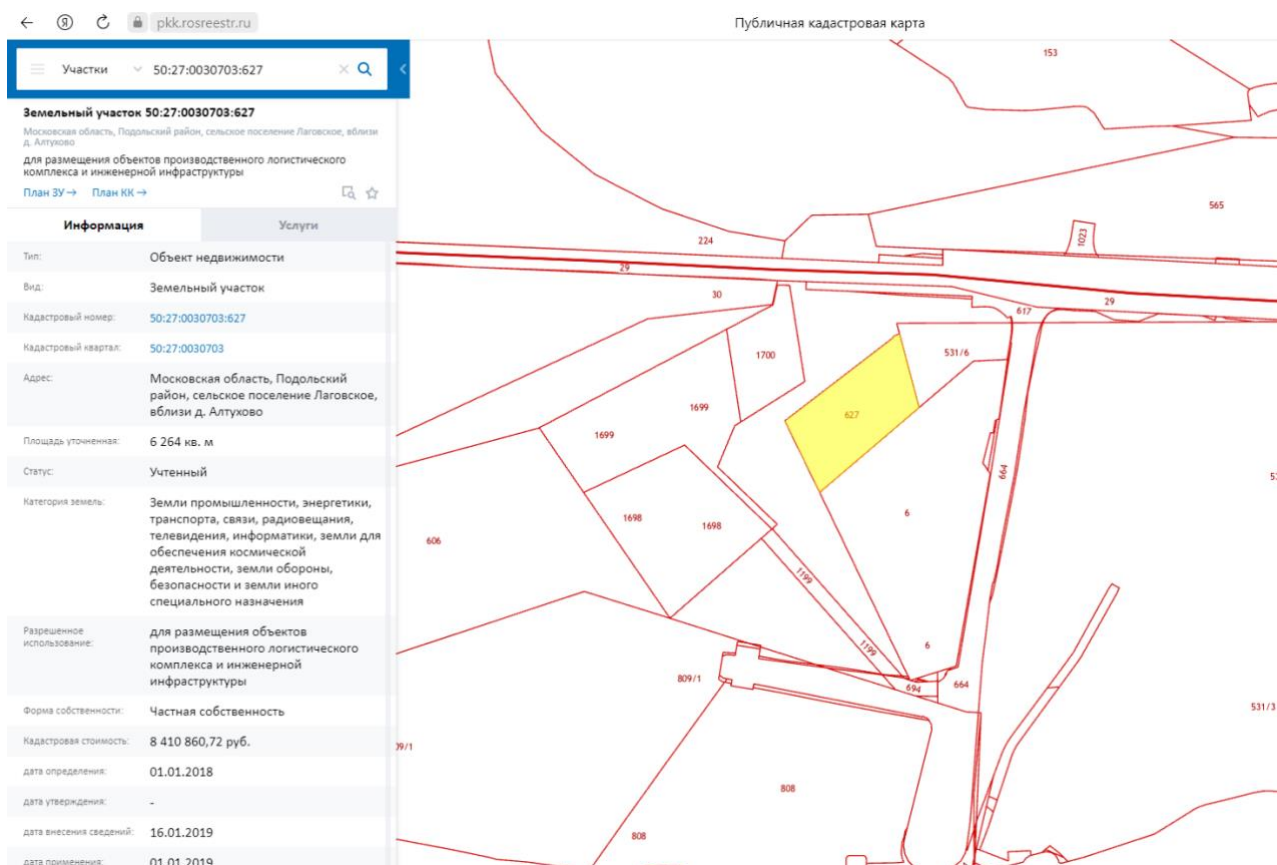 pkk.rosreestr.ru
Публичная кадастровая карта
Участки 50:27:0030703:627
Земельный участок 50:27:0030703:627
Московская область, Подольский район, сельское поселение Лаговское, вблизи
д. Алтухово
для размещения объектов производственного логистического
комплекса и инженерной инфраструктуры
План ЗУ → План КК →
Информация Услуги
Тип: Объект недвижимости
Вид: Земельный участок
Кадастровый номер: 50:27:0030703:627
Кадастровый квартал: 50:27:0030703
Адрес: Московская область, Подольский
район, сельское поселение Лаговское,
вблизи д. Алтухово
Площадь уточненная: 6 264 кв. м
Статус: Учтенный
Категория земель: Земли промышленности, энергетики,
транспорта, связи, радиовещания,
телевидения, информатики, земли для
обеспечения космической
деятельности, земли обороны,
безопасности и земли иного
специального назначения
Разрешенное
использование:
для размещения объектов
производственного логистического
комплекса и инженерной
инфраструктуры
Форма собственности: Частная собственность
Кадастровая стоимость: 8 410 860,72 руб.
дата определения: 01.01.2018
дата утверждения: -
дата внесения сведений: 16.01.2019
дата применения: 01.01.2019
153
565
1023
224
29
30
29
617
1700
531/6
1699
627
1699
664
6
1698
1698
606
1199
1199
6
809/1
694
664
531/3
09/1
808
808